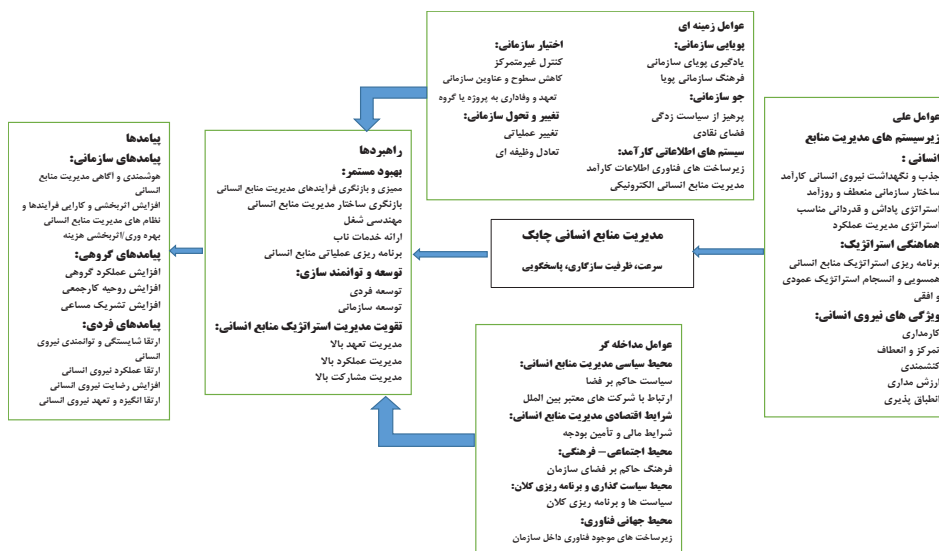 عوامل زمینه ای
پویایی سازمانی:
یادگیری پویای سازمانی
فرهنگ سازمانی پویا
جو سازمانی:
پرهیز از سیاست زدگی
فضای نقادی
سیستم های اطلاعاتی کارآمد:
زیرساخت های فناوری اطلاعات کارآمد
مدیریت منابع انسانی الکترونیکی
اختیار سازمانی:
کنترل غیرمتمرکز
کاهش سطوح و عناوین سازمانی
تعهد و وفاداری به پروژه یا گروه
تغییر و تحول سازمانی:
تغییر عملیاتی
تعادل وظیفه ای
عوامل علی
زیرسیستم های مدیریت منابع
انسانی :
جذب و نگهداشت نیروی انسانی کارآمد
ساختار سازمانی منعطف و روزآمد
استراتژی پاداش و قدردانی مناسب
استراتژی مدیریت عملکرد
هماهنگی استراتژیک:
برنامه ریزی استراتژیک منابع انسانی
همسویی و انسجام استراتژیک عمودی
و افقی
ویژگی های نیروی انسانی:
کارمداری
تمرکز و انعطاف
کنشمندی
ارزش مداری
انطباق پذیری
مدیریت منابع انسانی چابک
سرعت، ظرفیت سازگاری، پاسخگویی
عوامل مداخله گر
محیط سیاسی مدیریت منابع انسانی:
سیاست حاکم بر فضا
ارتباط با شرکت های معتبر بین الملل
شرایط اقتصادی مدیریت منابع انسانی:
شرایط مالی و تأمین بودجه
محیط اجتماعی – فرهنگی:
فرهنگ حاکم بر فضای سازمان
محیط سیاست گذاری و برنامه ریزی کلان:
سیاست ها و برنامه ریزی کلان
محیط جهانی فناوری:
زیرساخت های موجود فناوری داخل سازمان
راهبردها
بهبود مستمر:
ممیزی و بازنگری فرآیندهای مدیریت منابع انسانی
بازنگری ساختار مدیریت منابع انسانی
مهندسی شغل
ارائه خدمات ناب
برنامه ریزی عملیاتی منابع انسانی
توسعه و توانمند سازی:
توسعه فردی
توسعه سازمانی
تقویت مدیریت استراتژیک منابع انسانی:
مدیریت تعهد بالا
مدیریت عملکرد بالا
مدیریت مشارکت بالا
پیامدها
پیامدهای سازمانی:
هوشمندی و آگاهی مدیریت منابع
انسانی
افزایش اثربخشی و کارایی فرآیندها و
نظام های مدیریت منابع انسانی
بهره وری/اثربخشی هزینه
پیامدهای گروهی:
افزایش عملکرد گروهی
افزایش روحیه کارجمعی
افزایش تشریک مساعی
پیامدهای فردی:
ارتقا شایستگی و توانمندی نیروی
انسانی
ارتقا عملکرد نیروی انسانی
افزایش رضایت نیروی انسانی
ارتقا انگیزه و تعهد نیروی انسانی